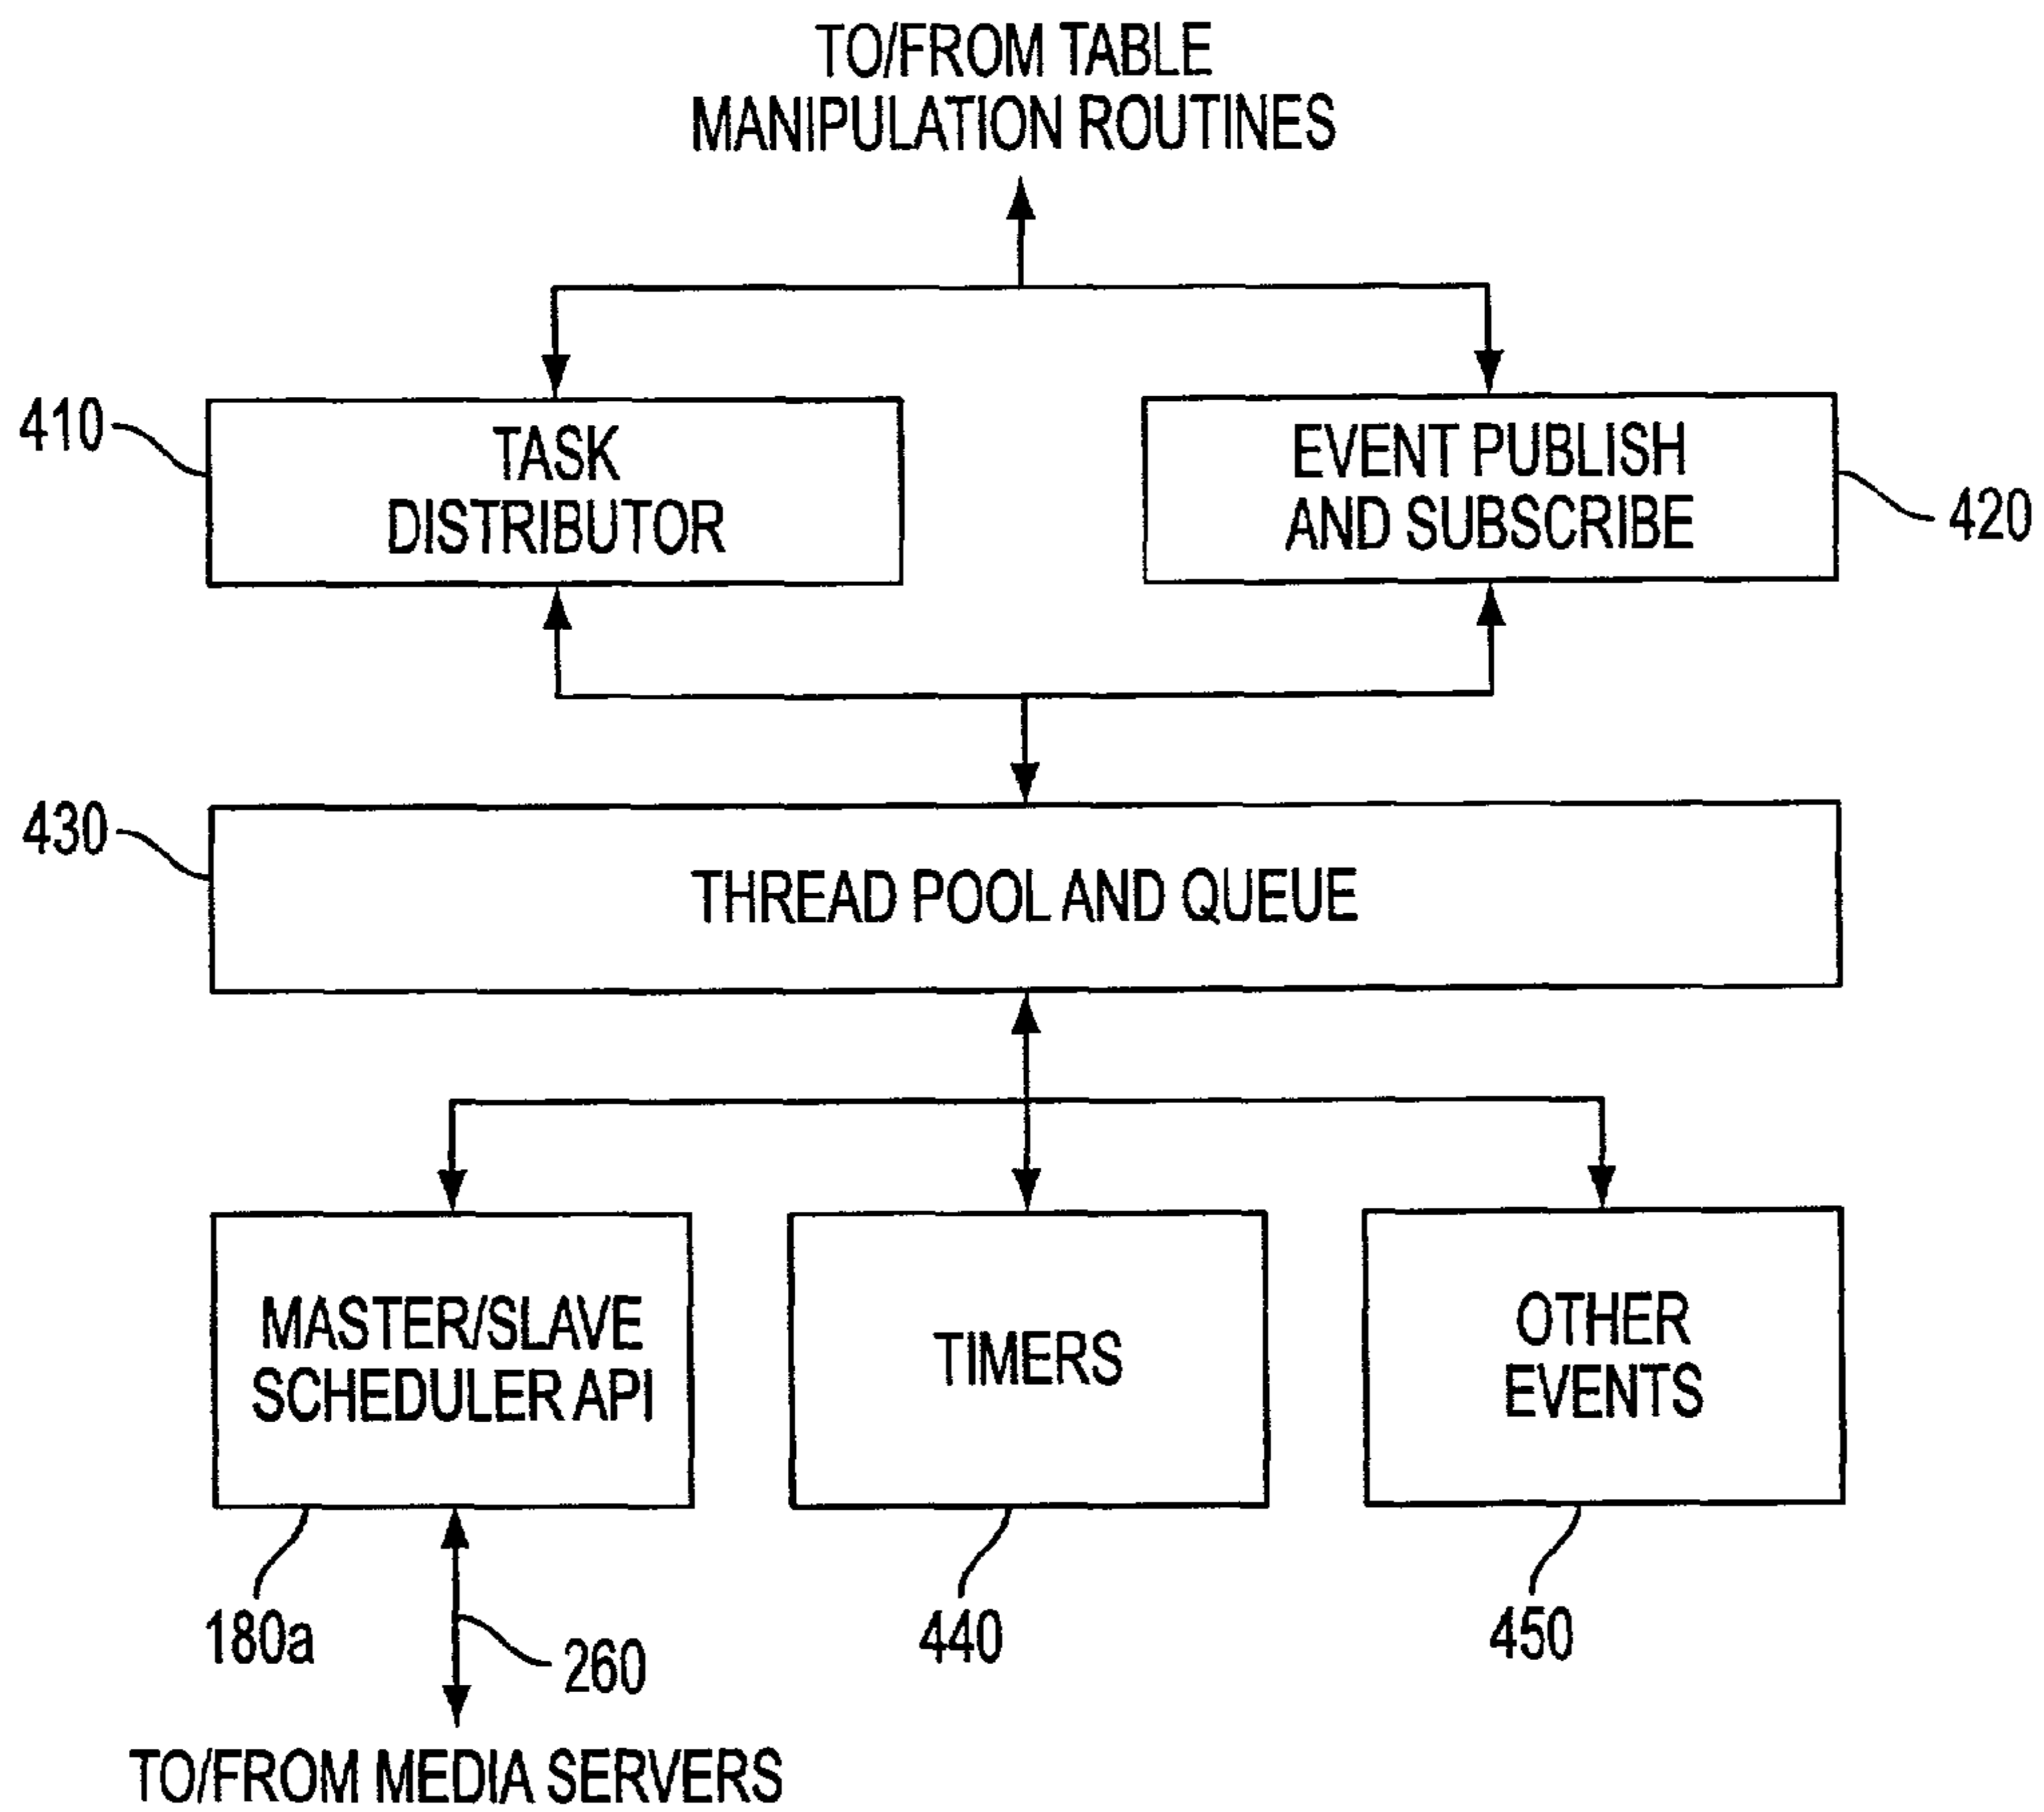 TO/FROM TABLE
MANIPULATION ROUTINES
410
TASK
DISTRIBUTOR
EVENT PUBLISH
AND SUBSCRIBE
420
430
THREAD POOL AND QUEUE
MASTER/SLAVE
SCHEDULER API
TIMERS
OTHER
EVENTS
180a
260
440
450
TO/FROM MEDIA SERVERS